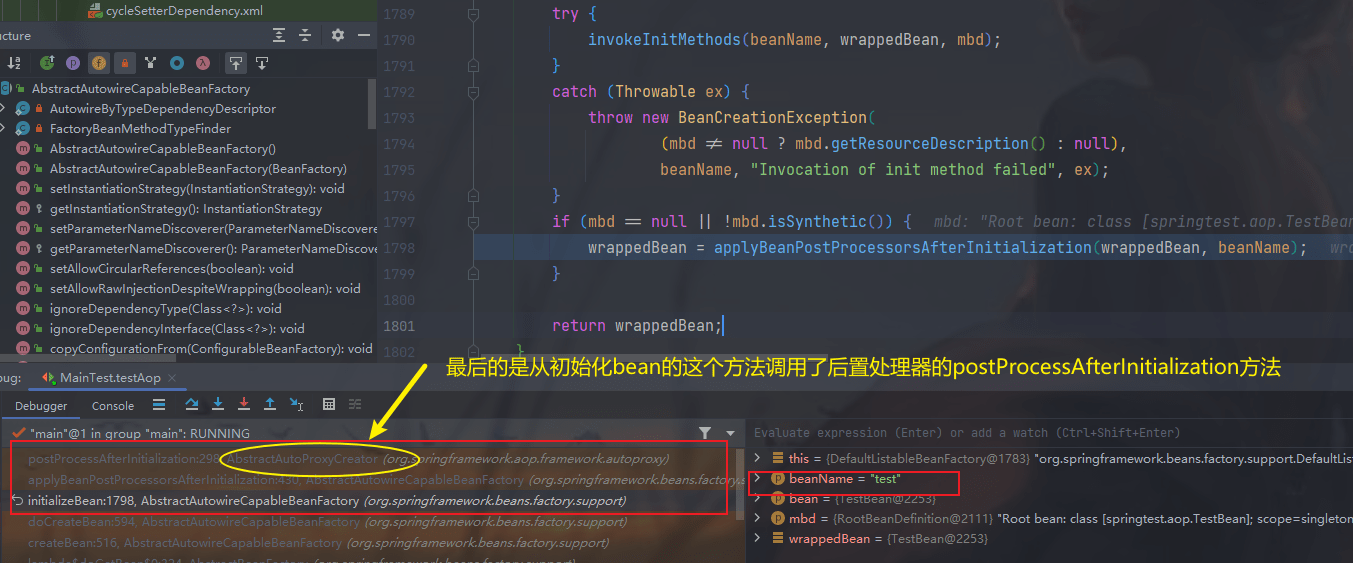 cycleSetterDependency.xml
cture
AbstractAutowireCapableBeanFactory
AutowireByTypeDependencyDescriptor
FactoryBeanMethodTypeFinder
AbstractAutowireCapableBeanFactory()
AbstractAutowireCapableBeanFactory(BeanFactory)
setInstantiationStrategy(InstantiationStrategy): void
getInstantiationStrategy(): InstantiationStrategy
setParameterNameDiscoverer(ParameterNameDiscovere
getParameterNameDiscoverer(): ParameterNameDiscove
setAllowCircularReferences(boolean): void
setAllowRawInjectionDespiteWrapping(boolean): void
ignoreDependencyType(Class<?>): void
ignoreDependencyInterface(Class<?>): void
copyConfigurationFrom(ConfigurableBeanFactory): void
1789 try {
1790 invokeInitMethods(beanName, wrappedBean, mbd);
1791 }
1792 catch (Throwable ex) {
1793 throw new BeanCreationException(
1794 (mbd ≠ null ? mbd.getResourceDescription() : null),
1795 beanName, "Invocation of init method failed", ex);
1796 }
1797 if (mbd == null || !mbd.isSynthetic()) { mbd: "Root bean: class [springtest.aop.TestBean
1798 wrappedBean = applyBeanPostProcessorsAfterInitialization(wrappedBean, beanName); wra
1799 }
1800
1801 return wrappedBean;
1802 }
最后的是从初始化bean的这个方法调用了后置处理器的postProcessAfterInitialization方法
bug: MainTest.testAop ×
Debugger Console
"main"@1 in group "main": RUNNING
postProcessAfterInitialization:298, AbstractAutoProxyCreator (org.springframework.aop.framework.autoproxy)
applyBeanPostProcessorsAfterInitialization:430, AbstractAutowireCapableBeanFactory (org.springframework.beans.factory.s
initializeBean:1798, AbstractAutowireCapableBeanFactory (org.springframework.beans.factory.support)
doCreateBean:594, AbstractAutowireCapableBeanFactory (org.springframework.beans.factory.support)
createBean:516, AbstractAutowireCapableBeanFactory (org.springframework.beans.factory.support)
Evaluate expression (Enter) or add a watch (Ctrl+Shift+Enter)
this = {DefaultListableBeanFactory@1783} "org.springframework.beans.factory.support.DefaultList
beanName = "test"
bean = {TestBean@2253}
mbd = {RootBeanDefinition@2111} "Root bean: class [springtest.aop.TestBean]; scope=singleton
wrappedBean = {TestBean@2253}